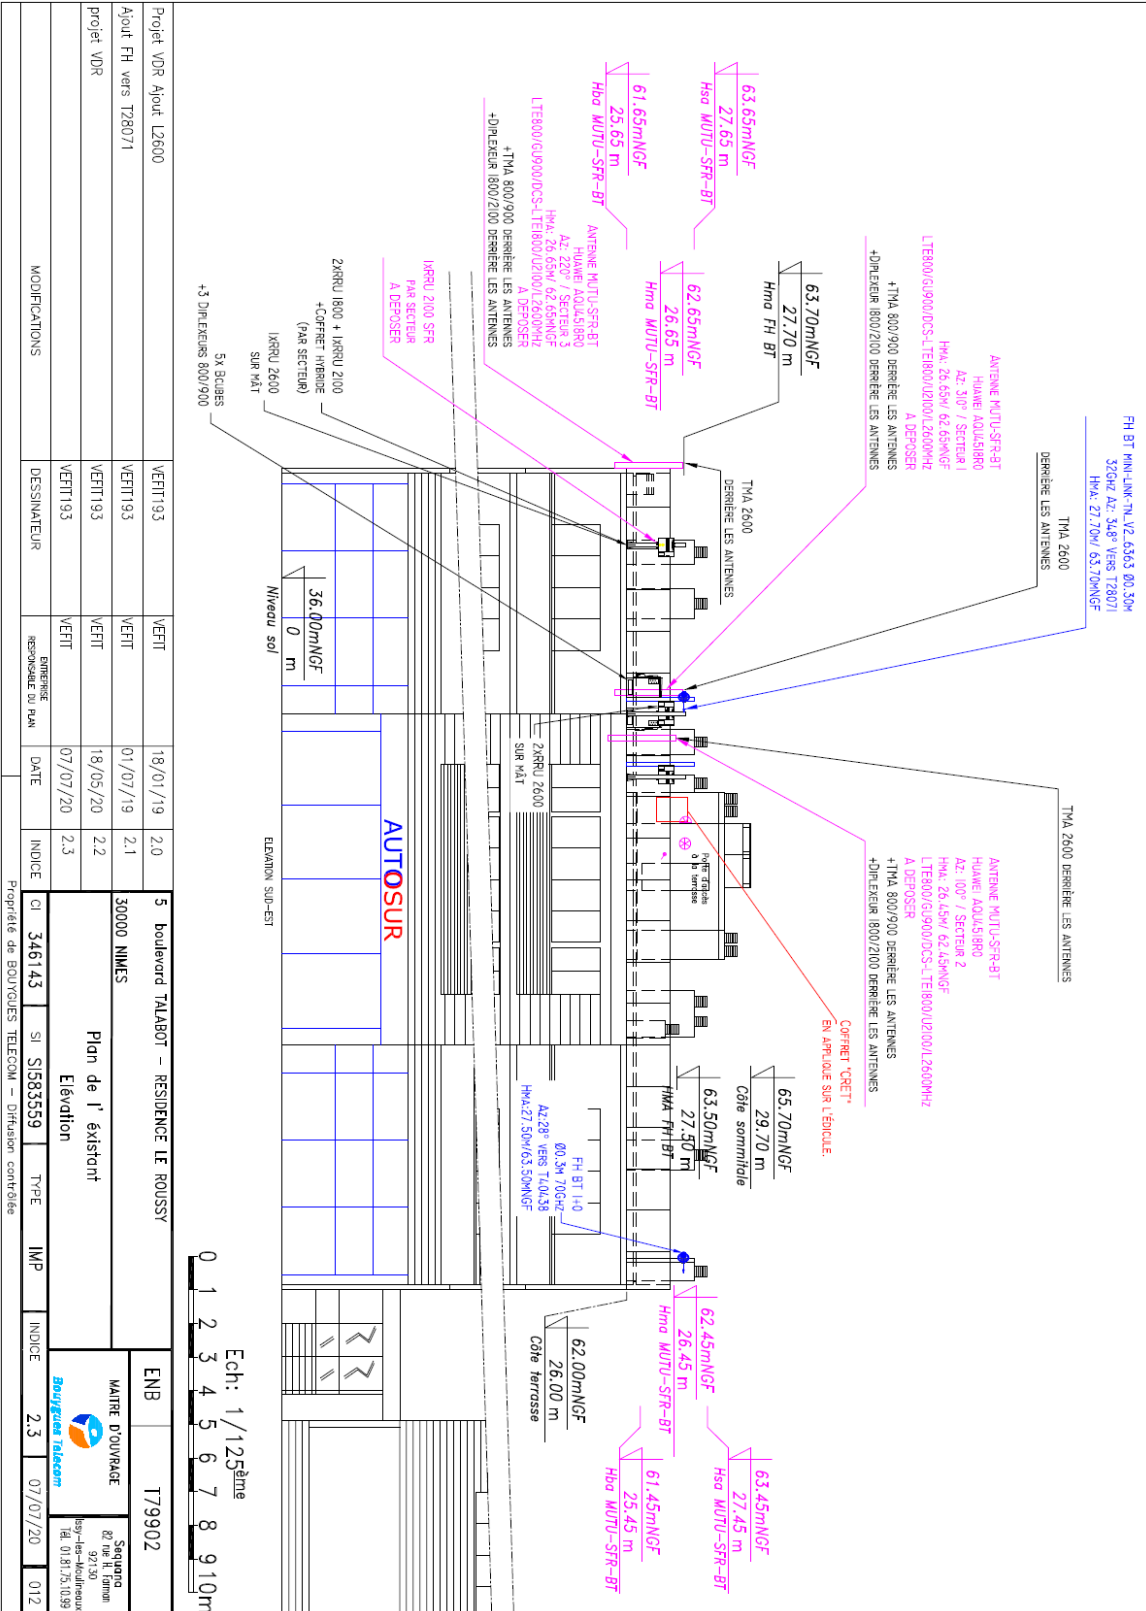 FH BT MINI-LINK-TN_V2_6363 Ø0.30M
32GHZ AZ: 348° VERS T28071
HMA: 27.70M/ 63.70MNGF
TMA 2600
DERRIÈRE LES ANTENNES
TMA 2600 DERRIÈRE LES ANTENNES
ANTENNE MUTU-SFR-BT
HUAWEI AQU4518R0
AZ: 310° / SECTEUR 1
HMA: 26.65M/ 62.65MNGF
LTE800/GU900/DCS-LTE1800/U2100/L2600MHZ
A DEPOSER
+TMA 800/900 DERRIÈRE LES ANTENNES
+DIPLEXEUR 1800/2100 DERRIÈRE LES ANTENNES
ANTENNE MUTU-SFR-BT
HUAWEI AQU4518R0
AZ: 100° / SECTEUR 2
HMA: 26.45M/ 62.45MNGF
LTE800/GU900/DCS-LTE1800/U2100/L2600MHZ
A DEPOSER
+TMA 800/900 DERRIÈRE LES ANTENNES
+DIPLEXEUR 1800/2100 DERRIÈRE LES ANTENNES
COFFRET "CRET"
EN APPLIQUE SUR L'ÉDICULE.
63.65mNGF
27.65 m
Hsa MUTU-SFR-BT
61.65mNGF
25.65 m
Hba MUTU-SFR-BT
63.70mNGF
27.70 m
Hma FH BT
62.65mNGF
26.65 m
Hma MUTU-SFR-BT
65.70mNGF
29.70 m
Côte sommitale
63.50mNGF
27.50 m
HMA FH BT
63.45mNGF
27.45 m
Hsa MUTU-SFR-BT
62.45mNGF
26.45 m
Hma MUTU-SFR-BT
61.45mNGF
25.45 m
Hba MUTU-SFR-BT
62.00mNGF
26.00 m
Côte terrasse
TMA 2600
DERRIÈRE LES ANTENNES
Porte d'accès
à la terrasse
ANTENNE MUTU-SFR-BT
HUAWEI AQU4518R0
AZ: 220° / SECTEUR 3
HMA: 26.65M/ 62.65MNGF
LTE800/GU900/DCS-LTE1800/U2100/L2600MHZ
A DEPOSER
+TMA 800/900 DERRIÈRE LES ANTENNES
+DIPLEXEUR 1800/2100 DERRIÈRE LES ANTENNES
FH BT 1+0
Ø0.3M 70GHZ
AZ:28° VERS T40438
HMA:27.50M/63.50MNGF
2XRRU 2600
SUR MÂT
1XRRU 2100 SFR
PAR SECTEUR
A DEPOSER
2XRRU 1800 + 1XRRU 2100
+COFFRET HYBRIDE
(PAR SECTEUR)
1XRRU 2600
SUR MÂT
5X BCUBES
+3 DIPLEXEURS 800/900
AUTOSUR
36.00mNGF
0 m
Niveau sol
ELEVATION SUD-EST
Ech: 1/125ème
0 1 2 3 4 5 6 7 8 9 10m
Projet VDR Ajout L2600 VEFIT193 VEFIT 18/01/19 2.0
Ajout FH vers T28071 VEFIT193 VEFIT 01/07/19 2.1
projet VDR VEFIT193 VEFIT 18/05/20 2.2
VEFIT193 VEFIT 07/07/20 2.3
MODIFICATIONS DESSINATEUR ENTREPRISE RESPONSABLE DU PLAN DATE INDICE
5 boulevard TALABOT - RESIDENCE LE ROUSSY
30000 NIMES
ENB T79902
Plan de l' éxistant
Elévation
MAITRE D'OUVRAGE
Bouygues Telecom
Sequana
82 rue H. Farman
92130
Issy-les-Moulineaux
Tél. 01.81.75.10.99
CI 346143 SI SI583559 TYPE IMP INDICE 2.3 07/07/20 012
Propriété de BOUYGUES TELECOM - Diffusion contrôlée